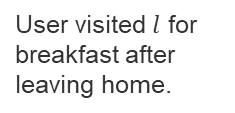 User visited l for
breakfast after
leaving home.